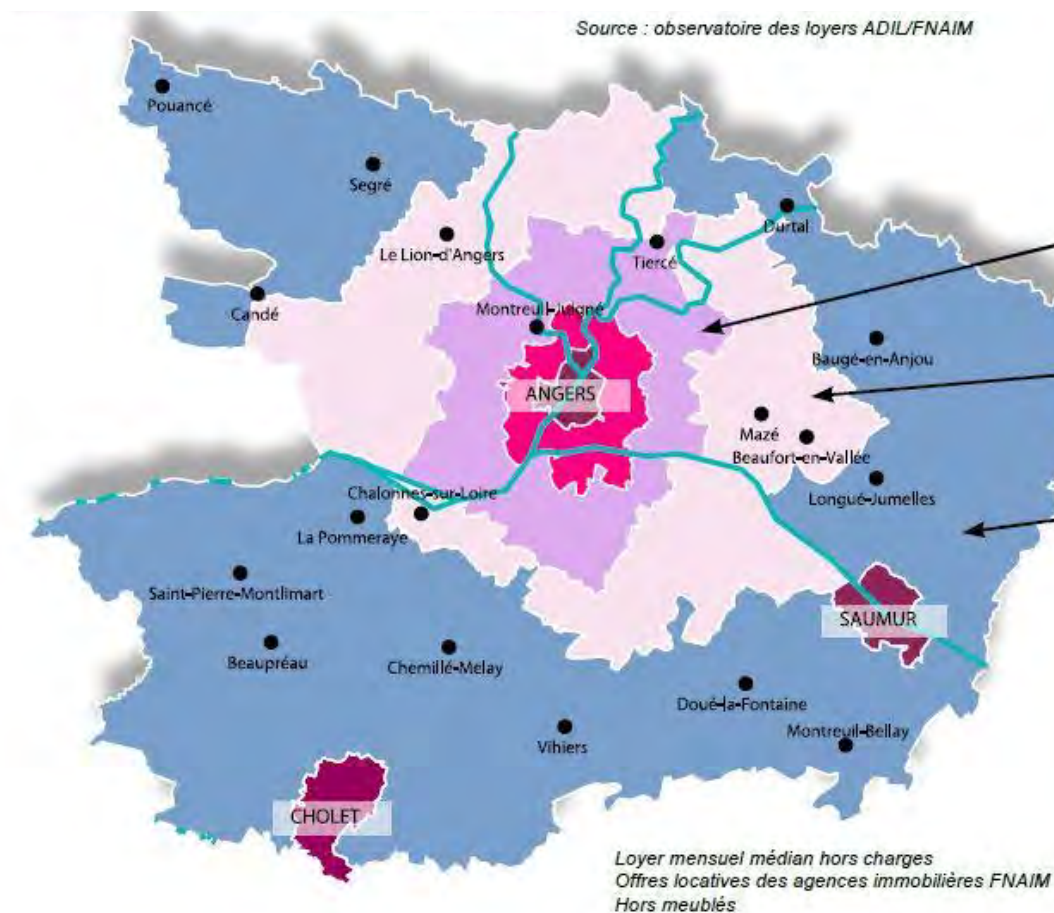 Source : observatoire des loyers ADIL/FNAIM
Pouancé
Segré
Durtal
Le Lion-d'Angers
Tiercé
Candé
Montreuil-Juigné
Baugé-en-Anjou
ANGERS
Mazé
Beaufort-en-Vallée
Longué-Jumelles
Chalonnes-sur-Loire
La Pommeraye
Saint-Pierre-Montlimart
SAUMUR
Beaupréau
Chemillé-Melay
Doué-la-Fontaine
Vihiers
Montreuil-Bellay
CHOLET
Loyer mensuel médian hors charges
Offres locatives des agences immobilières FNAIM
Hors meublés